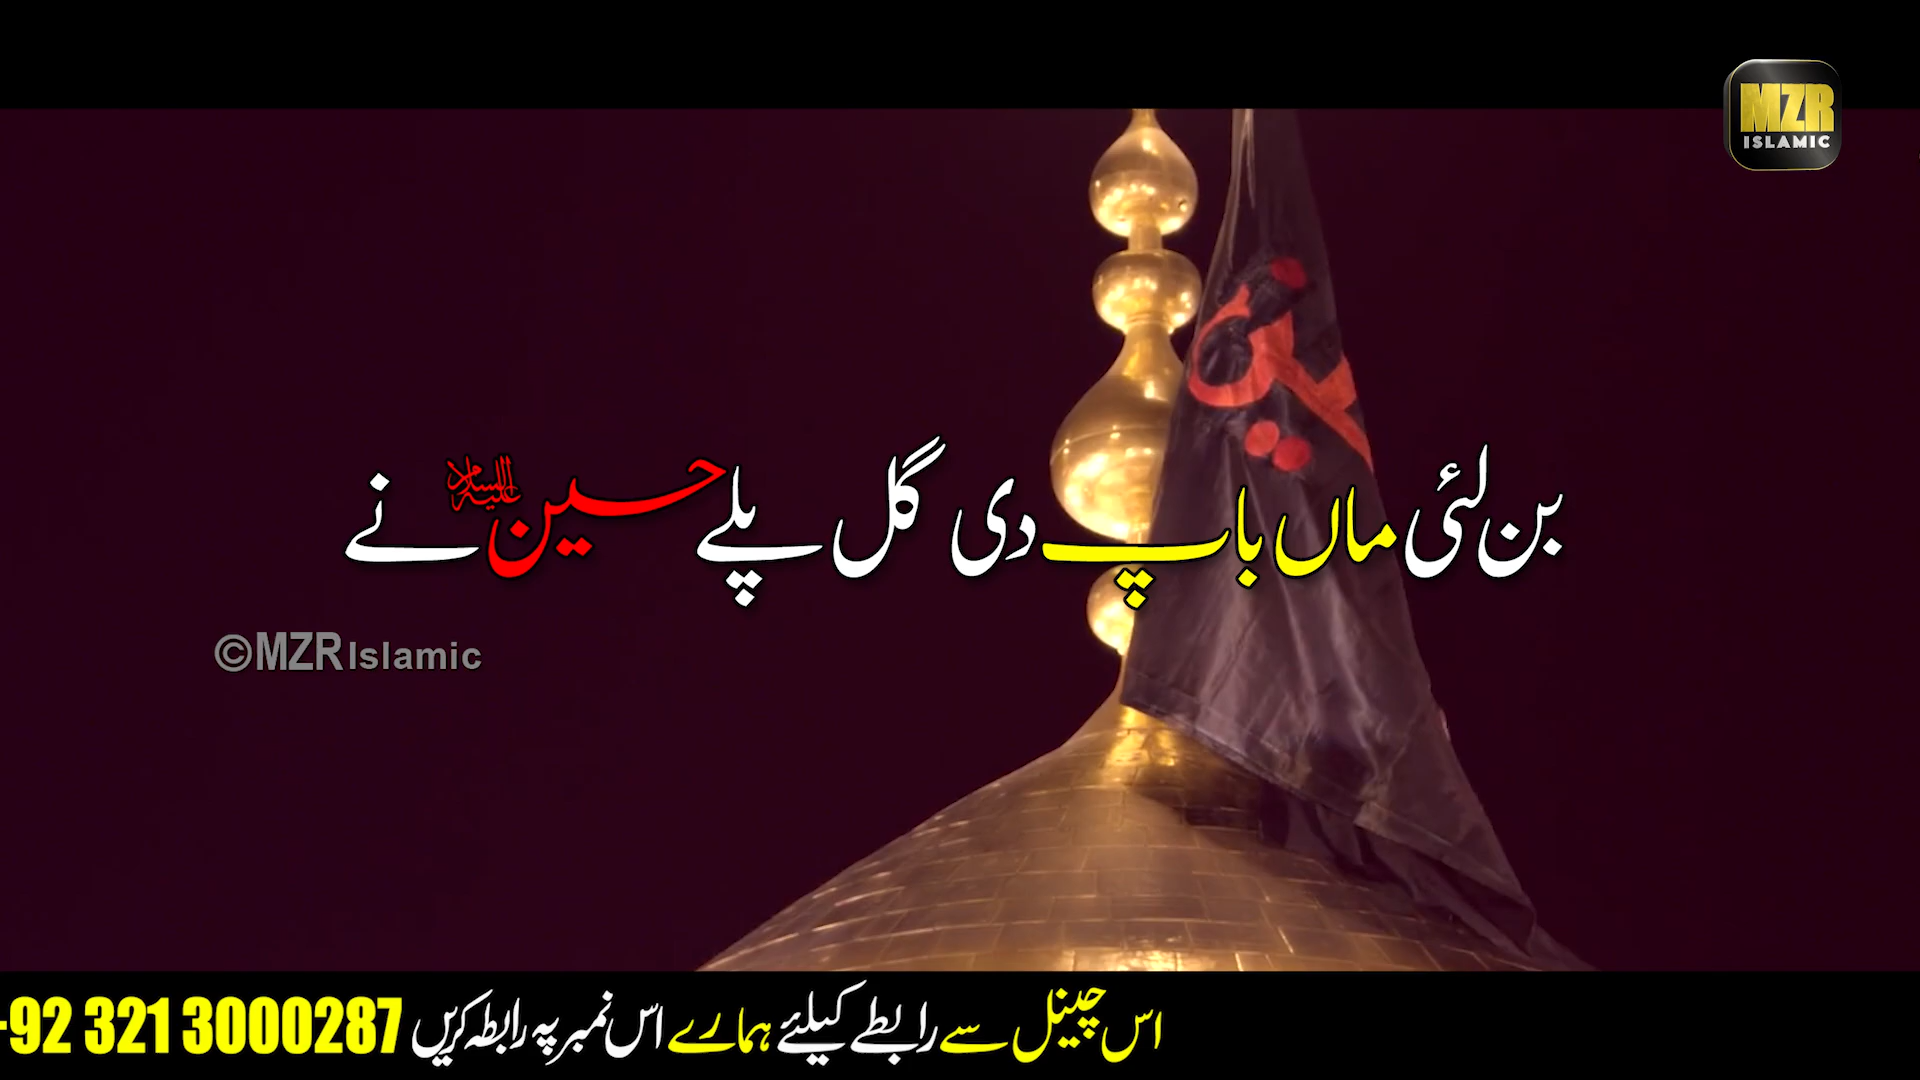 MZR
ISLAMIC
بن لئی ماں باپ دی گل پلے حسین علیہ السلام نے
©MZR Islamic
اس چینل سے رابطے کیلئے ہمارے اس نمبر پہ رابطہ کریں +92 321 3000287